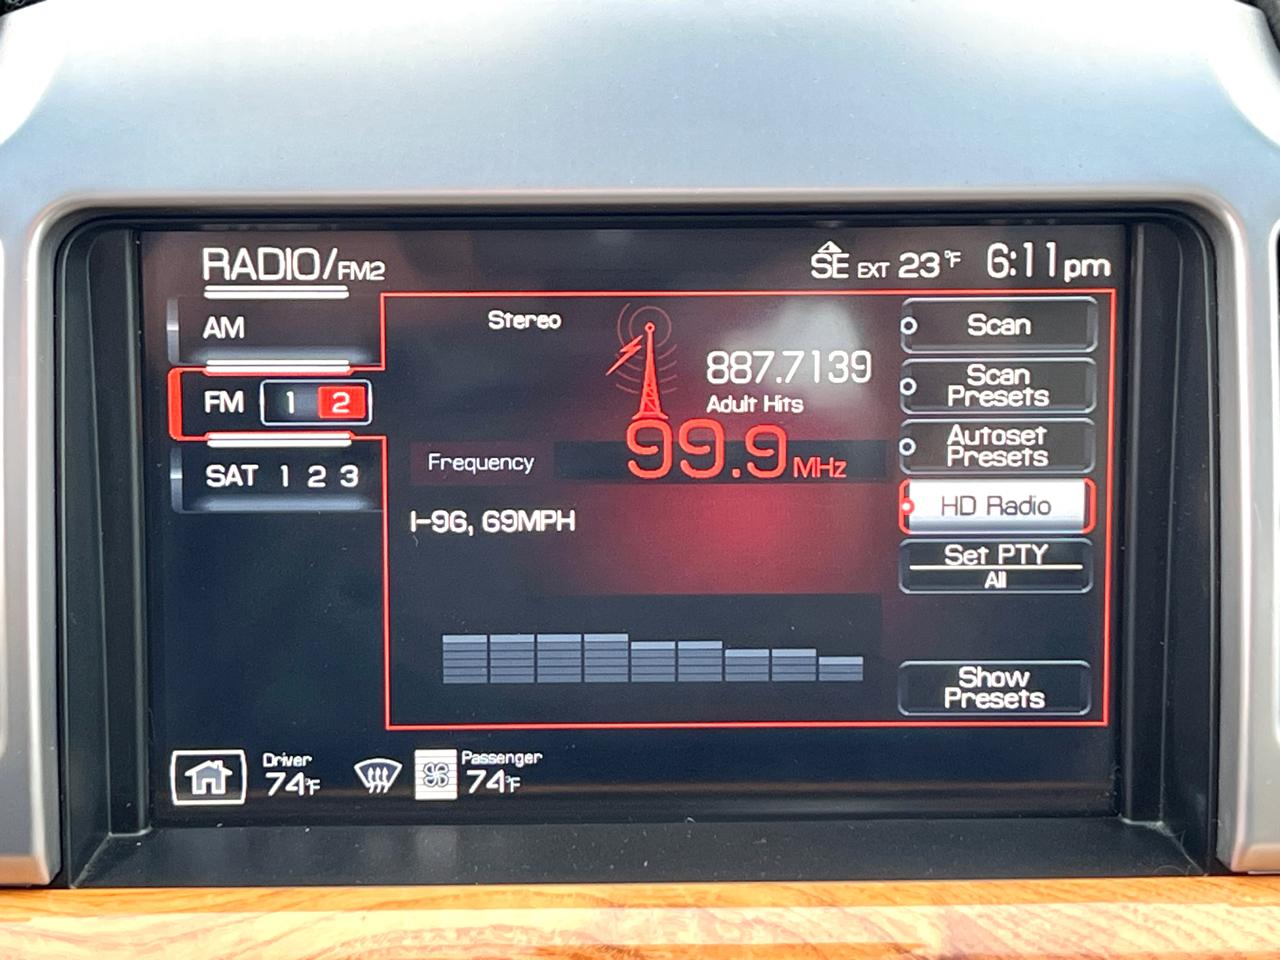 RADIO/FM2
SE EXT 23°F 6:11pm
AM
FM 1 2
SAT 1 2 3
Stereo
887.7139
Adult Hits
Frequency 99.9 MHz
I-96, 69MPH
Scan
Scan
Presets
Autoset
Presets
HD Radio
Set PTY
All
Show
Presets
Driver
74°F
Passenger
74°F